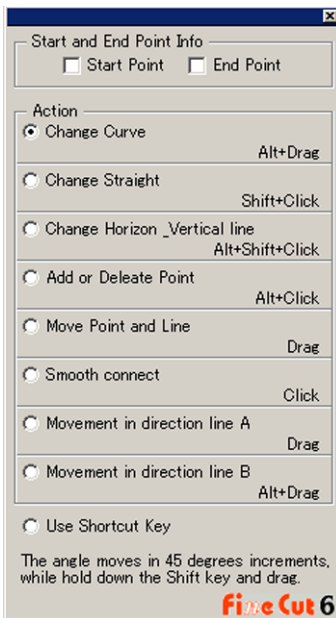 Start and End Point Info
Start Point End Point
Action
Change Curve
Alt+Drag
Change Straight
Shift+Click
Change Horizon _Vertical line
Alt+Shift+Click
Add or Deleate Point
Alt+Click
Move Point and Line
Drag
Smooth connect
Click
Movement in direction line A
Drag
Movement in direction line B
Alt+Drag
Use Shortcut Key
The angle moves in 45 degrees increments,
while hold down the Shift key and drag.
Fine Cut 6